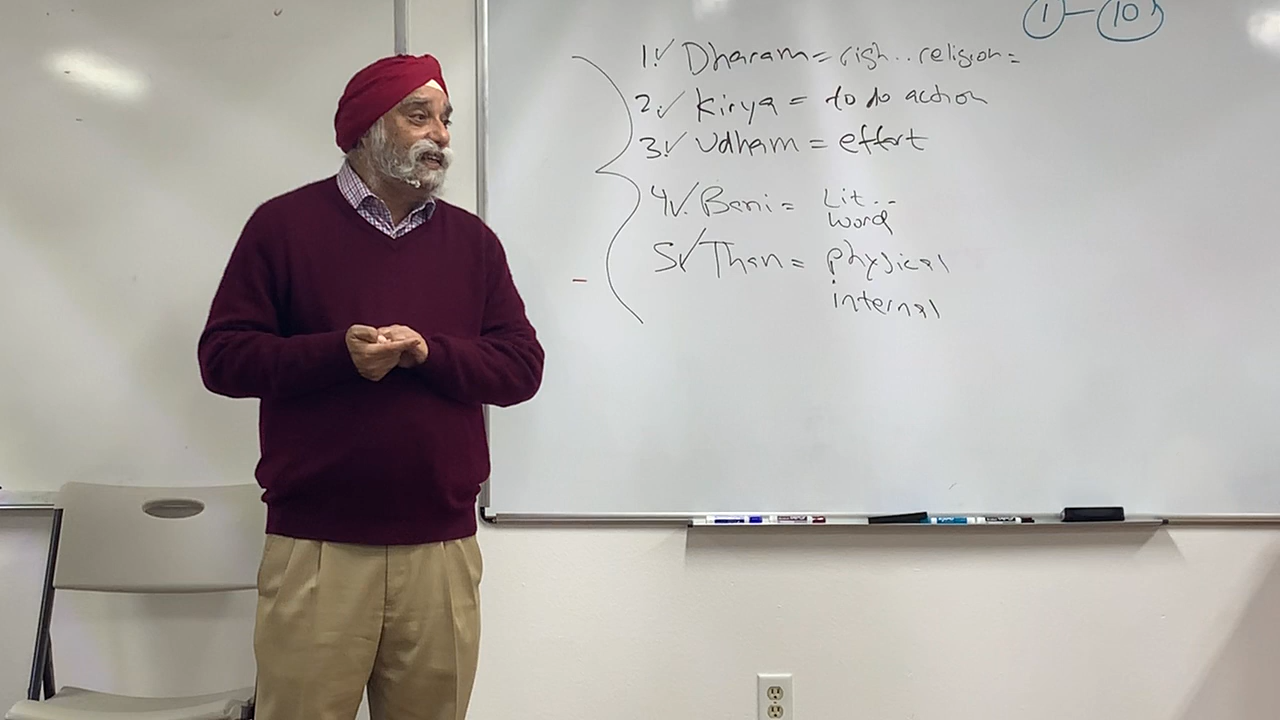 1 - 10
1.✓ Dharam = righ.. religion =
2.✓ Kirya = to do action
3.✓ Udham = effort
4✓. Bani = Lit..
word
5✓ Than = physical
internal